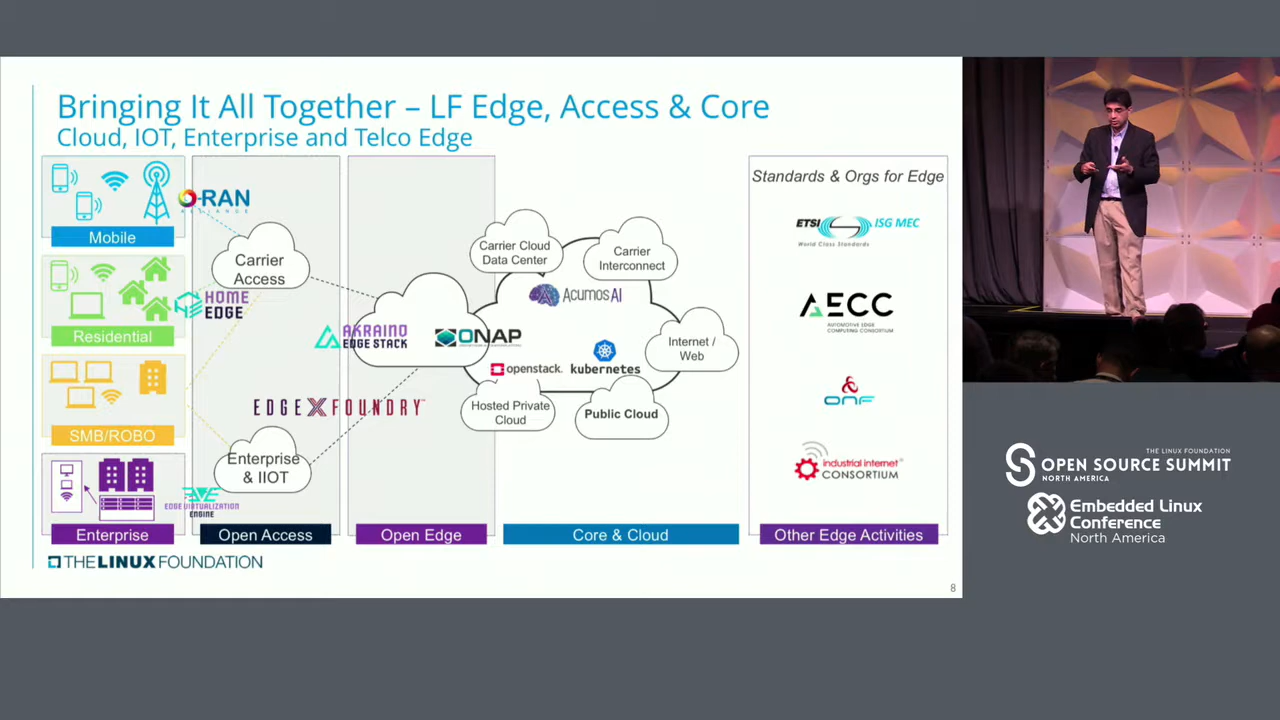 Bringing It All Together – LF Edge, Access & Core
Cloud, IOT, Enterprise and Telco Edge
Mobile
Residential
SMB/ROBO
Enterprise
O-RAN
ALLIANCE
Carrier
Access
HOME
EDGE
Enterprise
& IIOT
EDGE VIRTUALIZATION
ENGINE
Open Access
AKRAINO
EDGE STACK
EDGE X FOUNDRY™
Open Edge
Carrier Cloud
Data Center
Carrier
Interconnect
Acumos AI
ONAP
openstack.
kubernetes
Internet /
Web
Hosted Private
Cloud
Public Cloud
Core & Cloud
Standards & Orgs for Edge
ETSI
ISG MEC
World Class Standards
AECC
AUTOMOTIVE EDGE
COMPUTING CONSORTIUM
ONF
industrial internet
CONSORTIUM
Other Edge Activities
THE LINUX FOUNDATION
8
THE LINUX FOUNDATION
OPEN SOURCE SUMMIT
NORTH AMERICA
Embedded Linux
Conference
North America